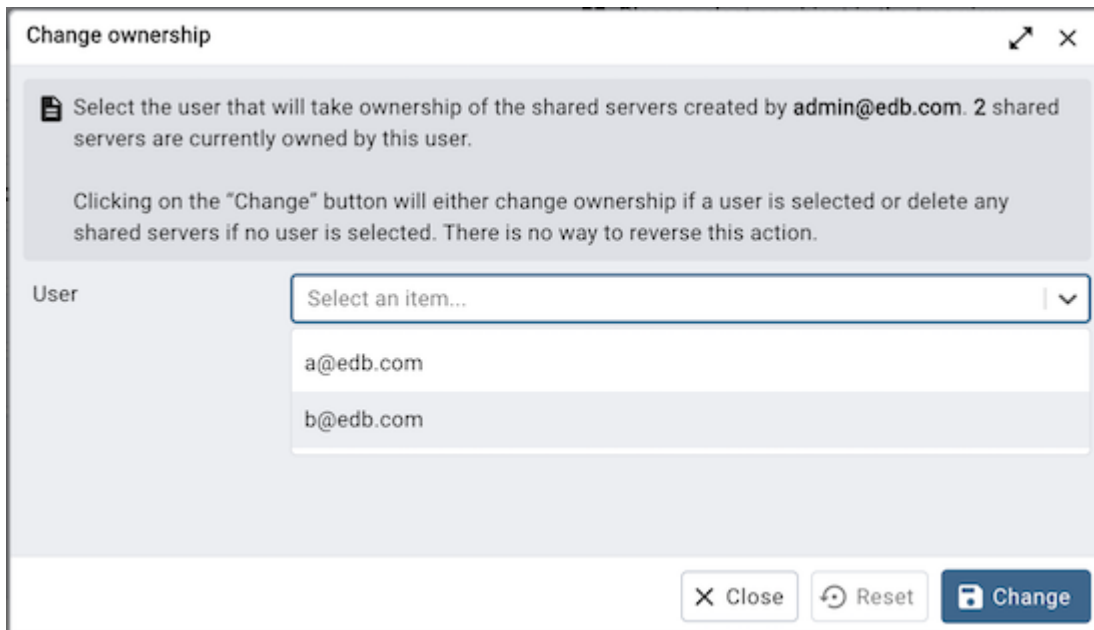 Change ownership
Select the user that will take ownership of the shared servers created by admin@edb.com. 2 shared
servers are currently owned by this user.
Clicking on the “Change” button will either change ownership if a user is selected or delete any
shared servers if no user is selected. There is no way to reverse this action.
User
Select an item...
a@edb.com
b@edb.com
Close
Reset
Change